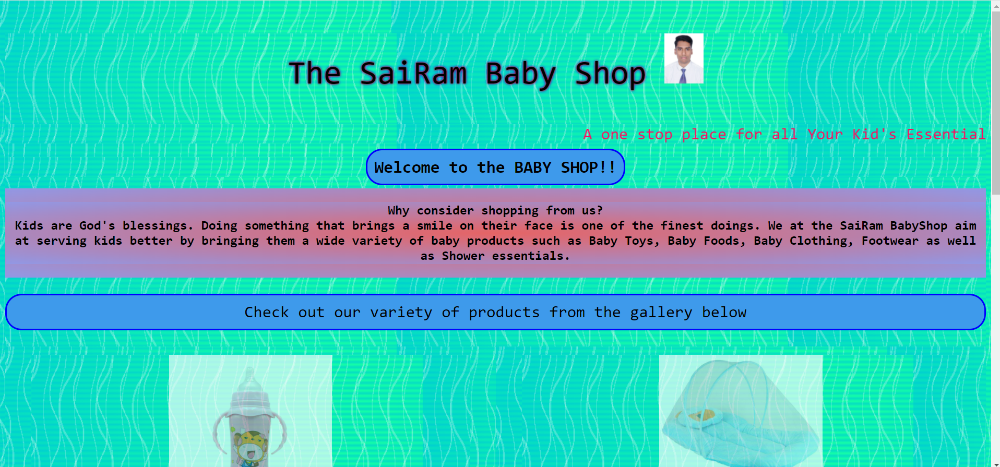 The SaiRam Baby Shop
A one stop place for all Your Kid's Essential
Welcome to the BABY SHOP!!
Why consider shopping from us?
Kids are God's blessings. Doing something that brings a smile on their face is one of the finest doings. We at the SaiRam BabyShop aim
at serving kids better by bringing them a wide variety of baby products such as Baby Toys, Baby Foods, Baby Clothing, Footwear as well
as Shower essentials.
Check out our variety of products from the gallery below